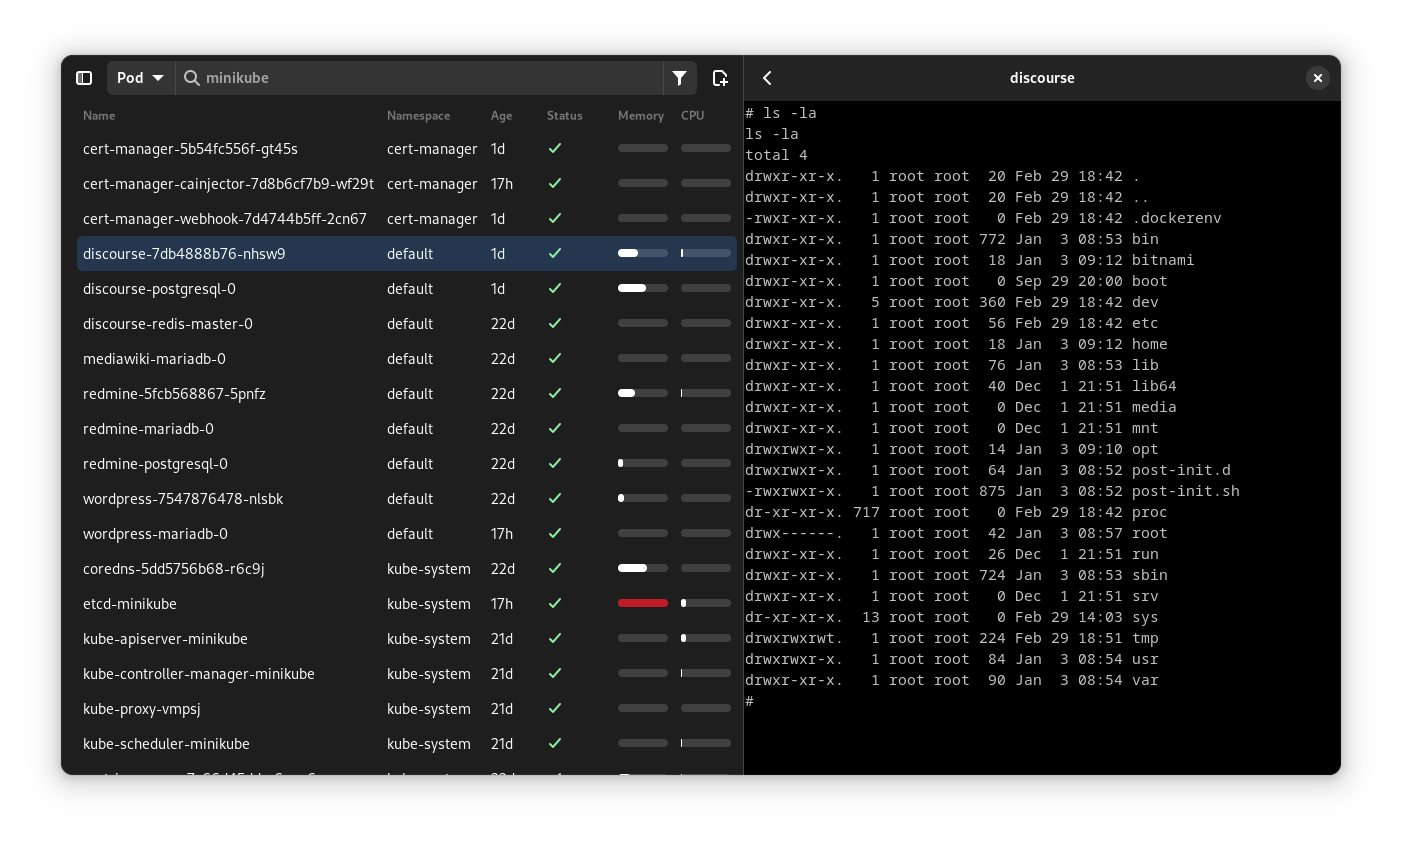 Pod minikube
Name Namespace Age Status Memory CPU
cert-manager-5b54fc556f-gt45s cert-manager 1d
cert-manager-cainjector-7d8b6cf7b9-wf29t cert-manager 17h
cert-manager-webhook-7d4744b5ff-2cn67 cert-manager 1d
discourse-7db4888b76-nhsw9 default 1d
discourse-postgresql-0 default 1d
discourse-redis-master-0 default 22d
mediawiki-mariadb-0 default 22d
redmine-5fcb568867-5pnfz default 22d
redmine-mariadb-0 default 22d
redmine-postgresql-0 default 22d
wordpress-7547876478-nlsbk default 22d
wordpress-mariadb-0 default 17h
coredns-5dd5756b68-r6c9j kube-system 22d
etcd-minikube kube-system 17h
kube-apiserver-minikube kube-system 21d
kube-controller-manager-minikube kube-system 21d
kube-proxy-vmpsj kube-system 21d
kube-scheduler-minikube kube-system 21d
discourse
# ls -la
ls -la
total 4
drwxr-xr-x.   1 root root  20 Feb 29 18:42 .
drwxr-xr-x.   1 root root  20 Feb 29 18:42 ..
-rwxr-xr-x.   1 root root   0 Feb 29 18:42 .dockerenv
drwxr-xr-x.   1 root root 772 Jan  3 08:53 bin
drwxr-xr-x.   1 root root  18 Jan  3 09:12 bitnami
drwxr-xr-x.   1 root root   0 Sep 29 20:00 boot
drwxr-xr-x.   5 root root 360 Feb 29 18:42 dev
drwxr-xr-x.   1 root root  56 Feb 29 18:42 etc
drwxr-xr-x.   1 root root  18 Jan  3 09:12 home
drwxr-xr-x.   1 root root  76 Jan  3 08:53 lib
drwxr-xr-x.   1 root root  40 Dec  1 21:51 lib64
drwxr-xr-x.   1 root root   0 Dec  1 21:51 media
drwxr-xr-x.   1 root root   0 Dec  1 21:51 mnt
drwxrwxr-x.   1 root root  14 Jan  3 09:10 opt
drwxrwxr-x.   1 root root  64 Jan  3 08:52 post-init.d
-rwxrwxr-x.   1 root root 875 Jan  3 08:52 post-init.sh
dr-xr-xr-x. 717 root root   0 Feb 29 18:42 proc
drwx------.   1 root root  42 Jan  3 08:57 root
drwxr-xr-x.   1 root root  26 Dec  1 21:51 run
drwxr-xr-x.   1 root root 724 Jan  3 08:53 sbin
drwxr-xr-x.   1 root root   0 Dec  1 21:51 srv
dr-xr-xr-x.  13 root root   0 Feb 29 14:03 sys
drwxrwxrwt.   1 root root 224 Feb 29 18:51 tmp
drwxrwxr-x.   1 root root  84 Jan  3 08:54 usr
drwxr-xr-x.   1 root root  90 Jan  3 08:54 var
#